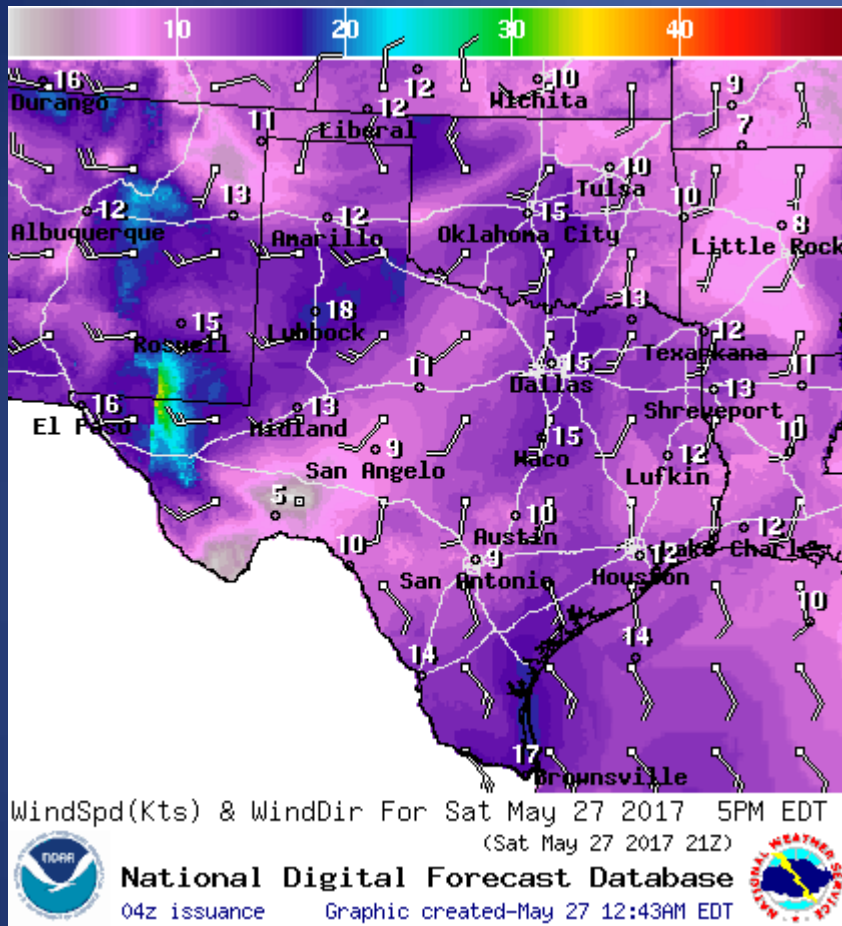 10 20 30 40
16 12 10 9
Durango 12 Wichita
11 Liberal 7
10
Tulsa
12 13 12 15 10 8
Albuquerque Amarillo Oklahoma City Little Rock
15 18 13
Roswell Lubbock 12
11 15 Texarkana 11
Dallas 13
16 13 Shreveport
El Paso Midland 15 10
9 Waco 12
San Angelo Lufkin
5 10 12
10 Austin 12 Lake Charles
9 Houston
San Antonio
10
14 14
17
Brownsville
WindSpd(Kts) & WindDir For Sat May 27 2017 5PM EDT
(Sat May 27 2017 21Z)
noaa
National Digital Forecast Database
NATIONAL WEATHER SERVICE
04z issuance Graphic created-May 27 12:43AM EDT